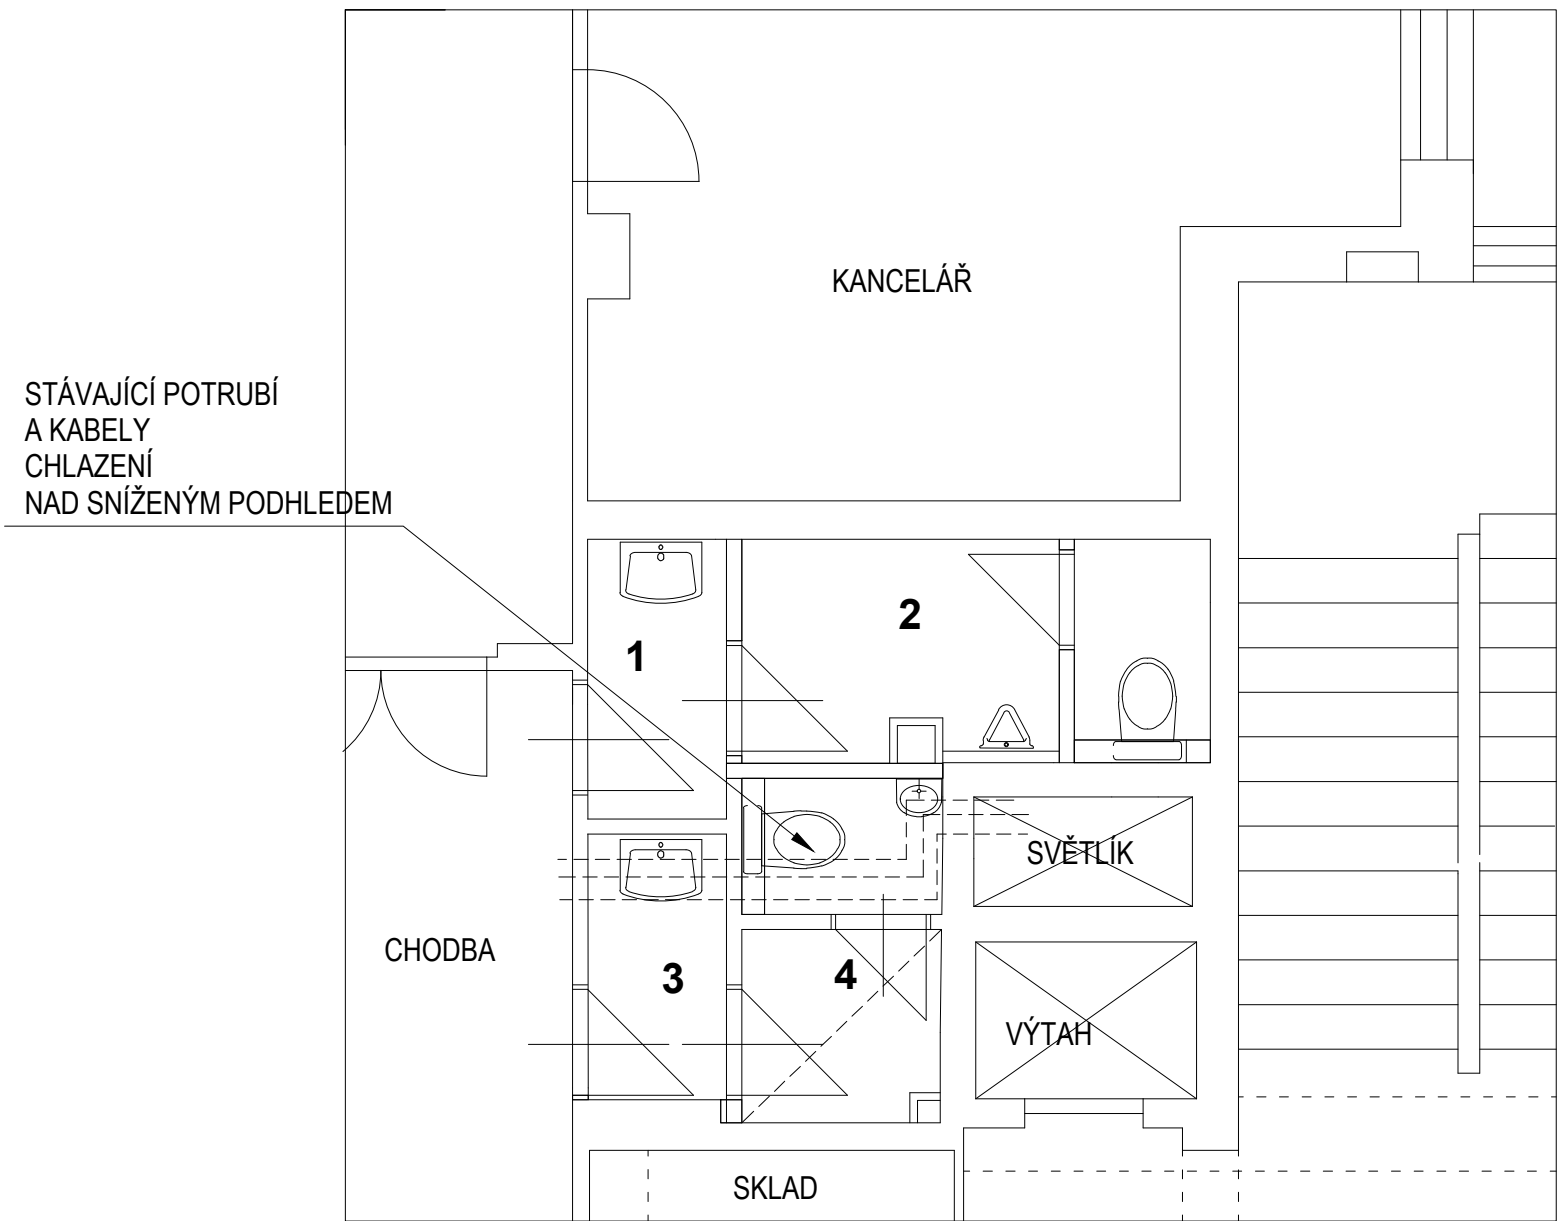 KANCELÁŘ
STÁVAJÍCÍ POTRUBÍ
A KABELY
CHLAZENÍ
NAD SNÍŽENÝM PODHLEDEM
2
1
SVĚTLÍK
CHODBA
3
4
VÝTAH
SKLAD